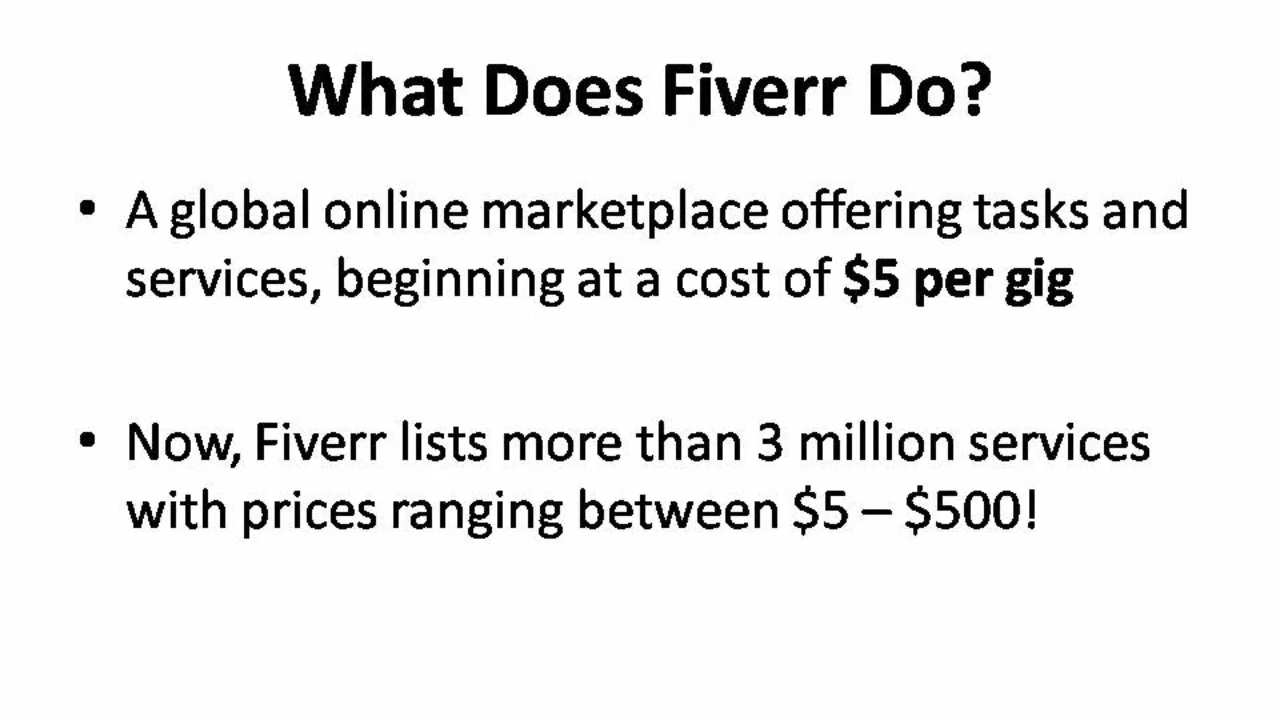 What Does Fiverr Do?
• A global online marketplace offering tasks and
services, beginning at a cost of $5 per gig
• Now, Fiverr lists more than 3 million services
with prices ranging between $5 – $500!